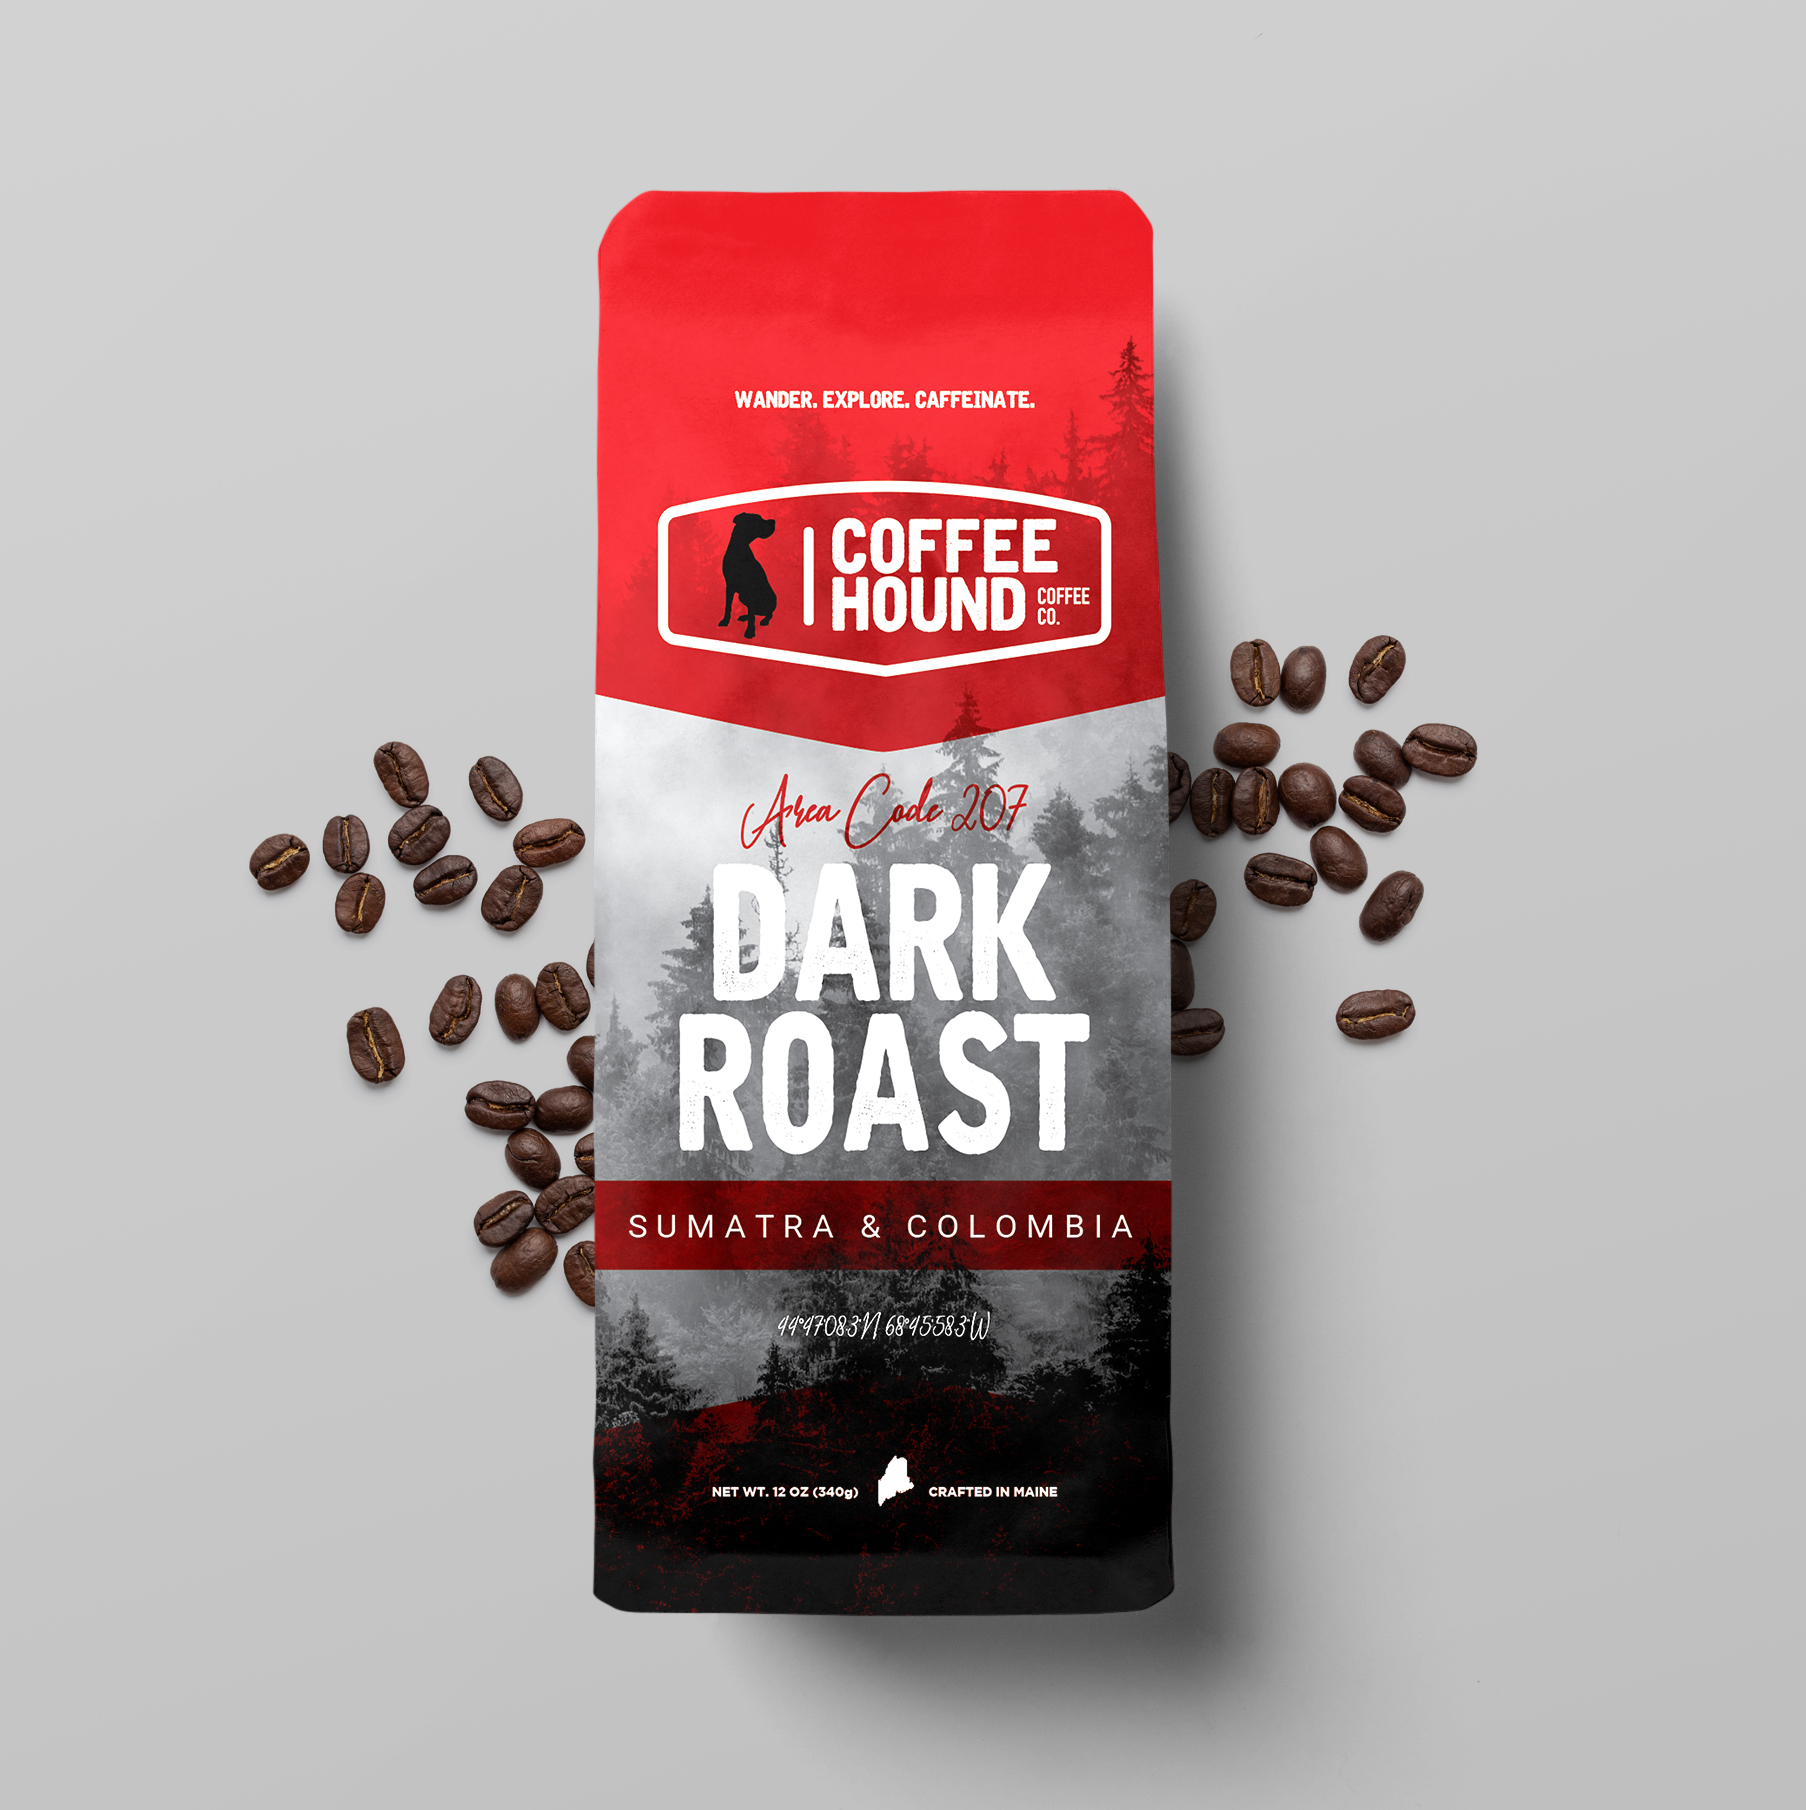 WANDER. EXPLORE. CAFFEINATE.
COFFEE
HOUND
COFFEE
CO.
Area Code 207
DARK
ROAST
SUMATRA & COLOMBIA
44°47'08.3"N 68°45'58.3"W
NET WT. 12 OZ (340g)
CRAFTED IN MAINE